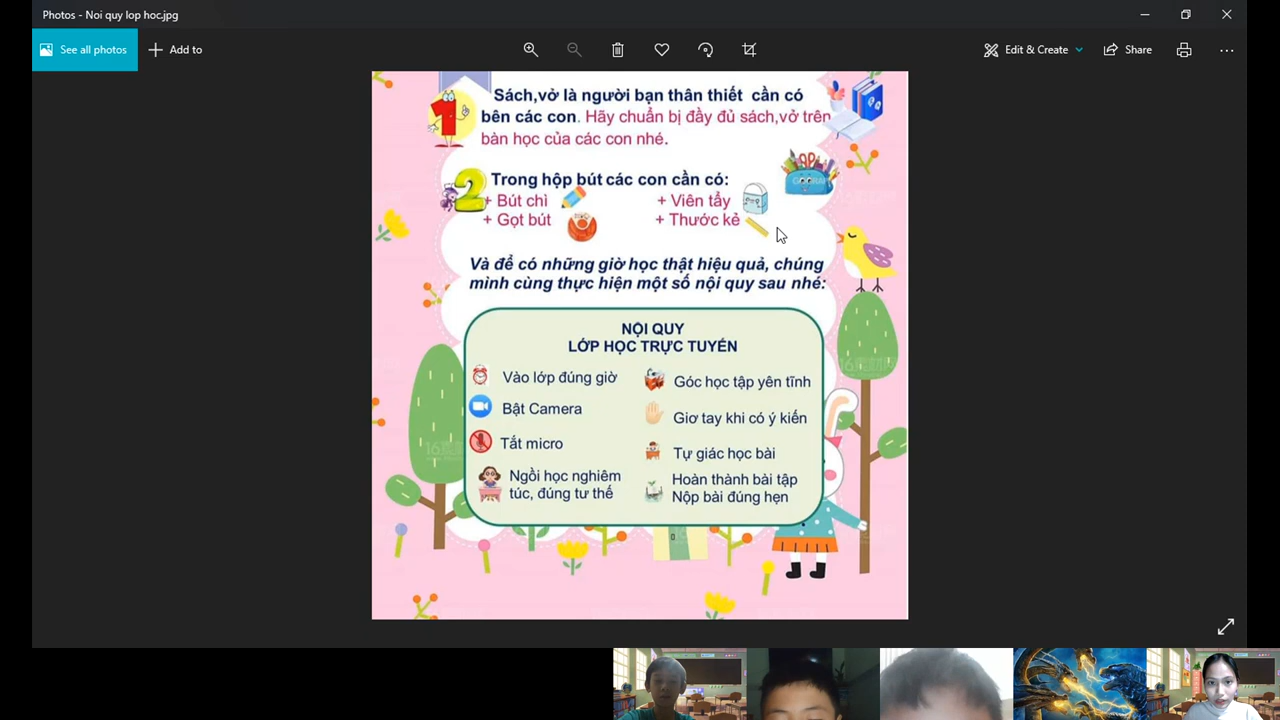 Photos - Noi quy lop hoc.jpg
See all photos
Add to
Edit & Create
Share
1
Sách,vở là người bạn thân thiết cần có
bên các con. Hãy chuẩn bị đầy đủ sách,vở trên
bàn học của các con nhé.
2
Trong hộp bút các con cần có:
+ Bút chì
+ Viên tẩy
+ Gọt bút
+ Thước kẻ
Và để có những giờ học thật hiệu quả, chúng
mình cùng thực hiện một số nội quy sau nhé:
NỘI QUY
LỚP HỌC TRỰC TUYẾN
Vào lớp đúng giờ
Góc học tập yên tĩnh
Bật Camera
Giơ tay khi có ý kiến
Tắt micro
Tự giác học bài
Ngồi học nghiêm
túc, đúng tư thế
Hoàn thành bài tập
Nộp bài đúng hẹn